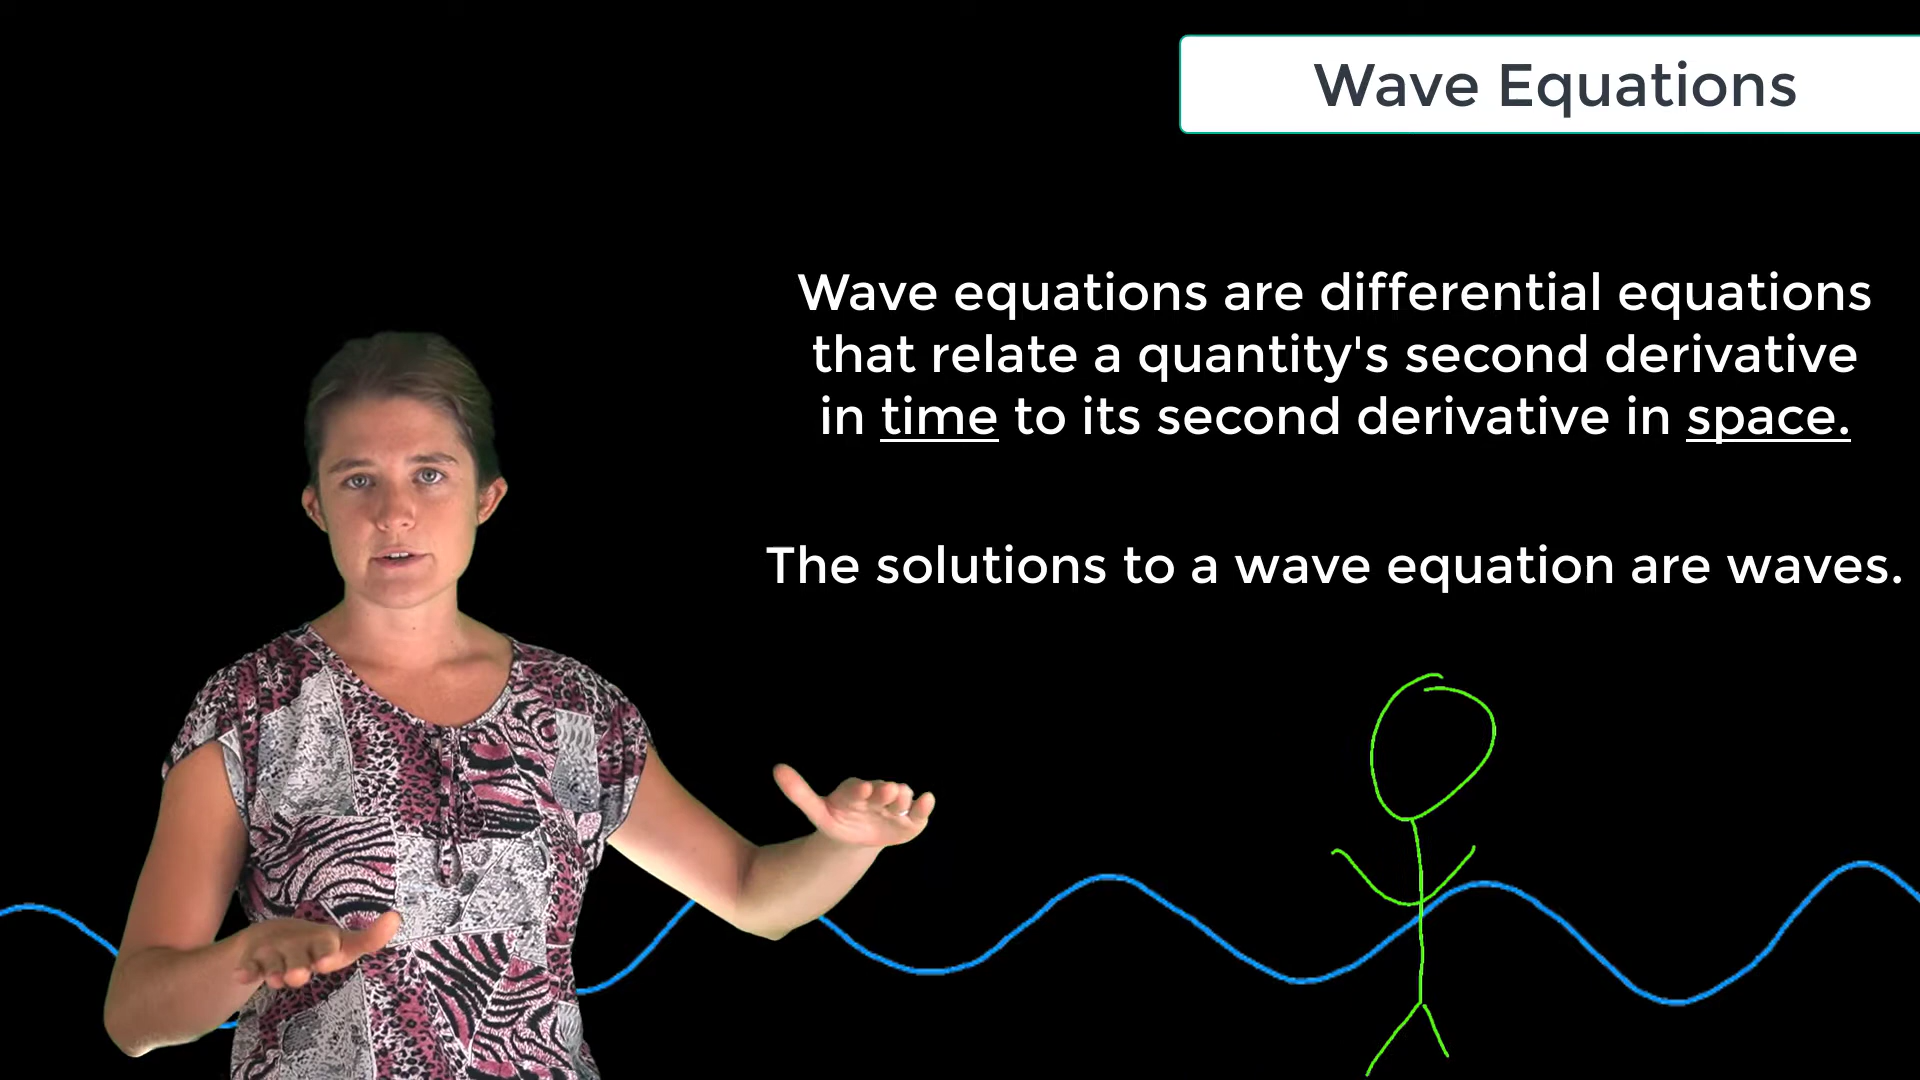 Wave Equations
Wave equations are differential equations
that relate a quantity's second derivative
in time to its second derivative in space.
The solutions to a wave equation are waves.